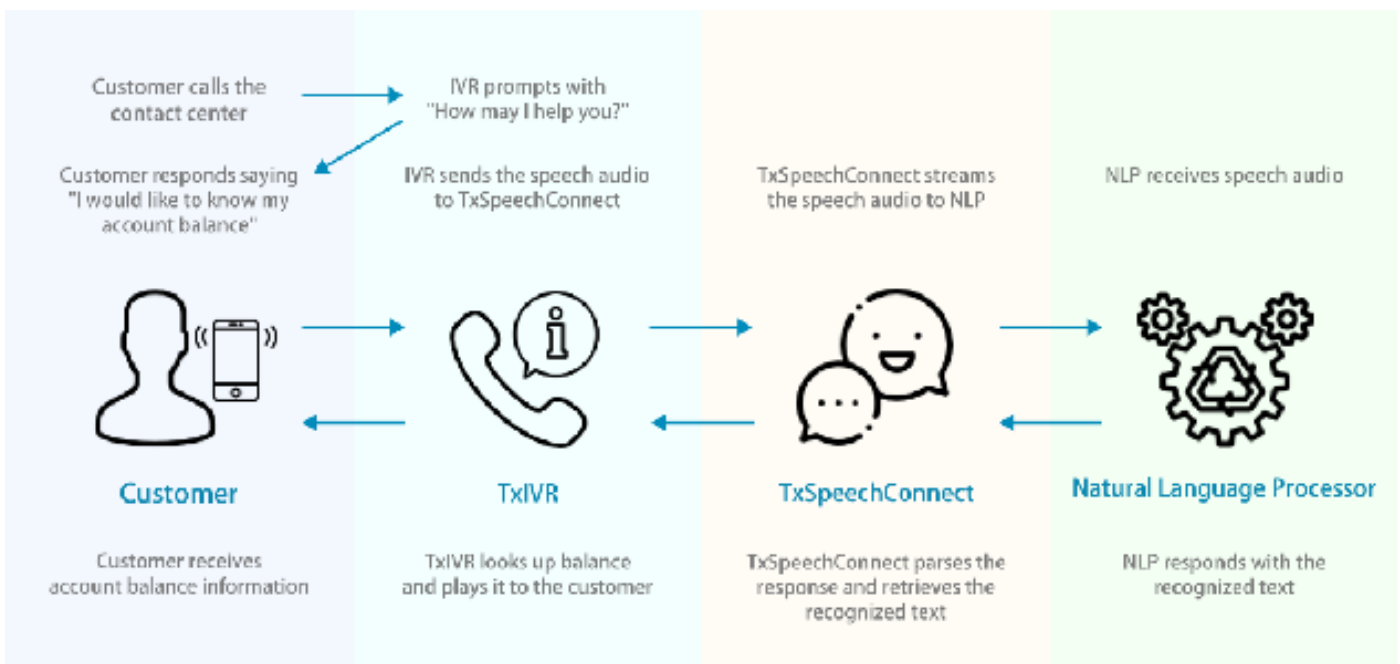 Customer calls the
contact center
IVR prompts with
"How may I help you?"
Customer responds saying
"I would like to know my
account balance"
IVR sends the speech audio
to TxSpeechConnect
TxSpeechConnect streams
the speech audio to NLP
NLP receives speech audio
Customer
TxIVR
TxSpeechConnect
Natural Language Processor
Customer receives
account balance information
TxIVR looks up balance
and plays it to the customer
TxSpeechConnect parses the
response and retrieves the
recognized text
NLP responds with the
recognized text